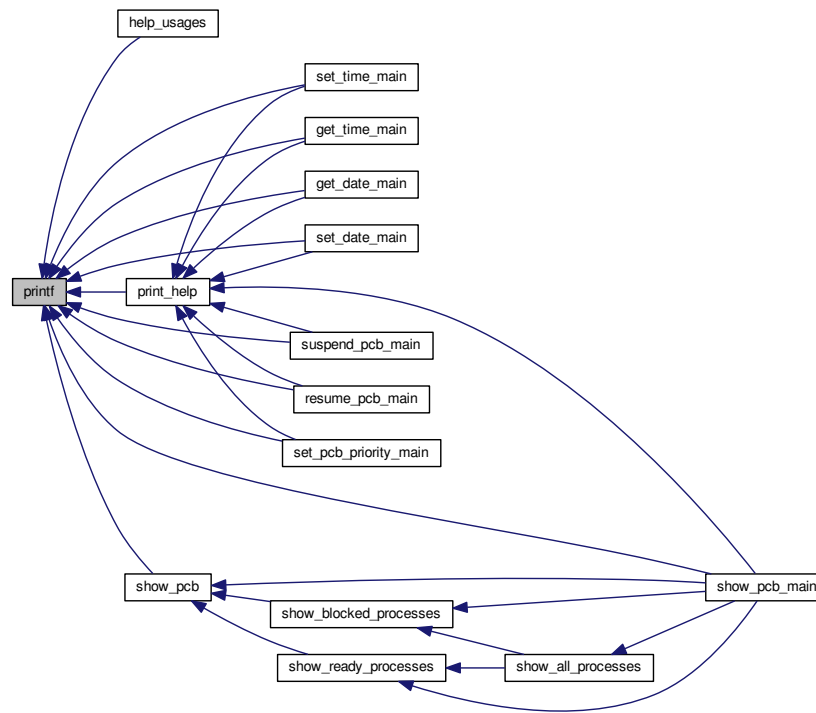 help_usages
set_time_main
get_time_main
get_date_main
set_date_main
printf
print_help
suspend_pcb_main
resume_pcb_main
set_pcb_priority_main
show_pcb
show_pcb_main
show_blocked_processes
show_ready_processes
show_all_processes